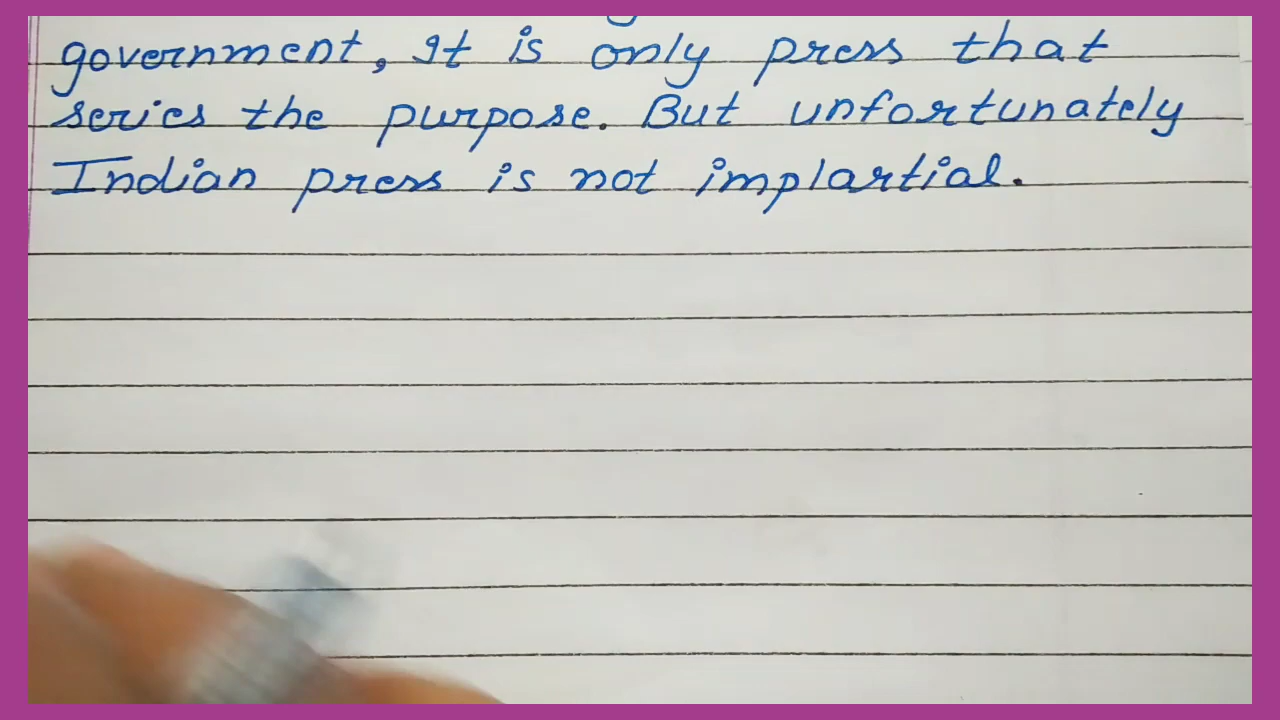 government, It is only press that
series the purpose. But unfortunately
Indian press is not implartial.